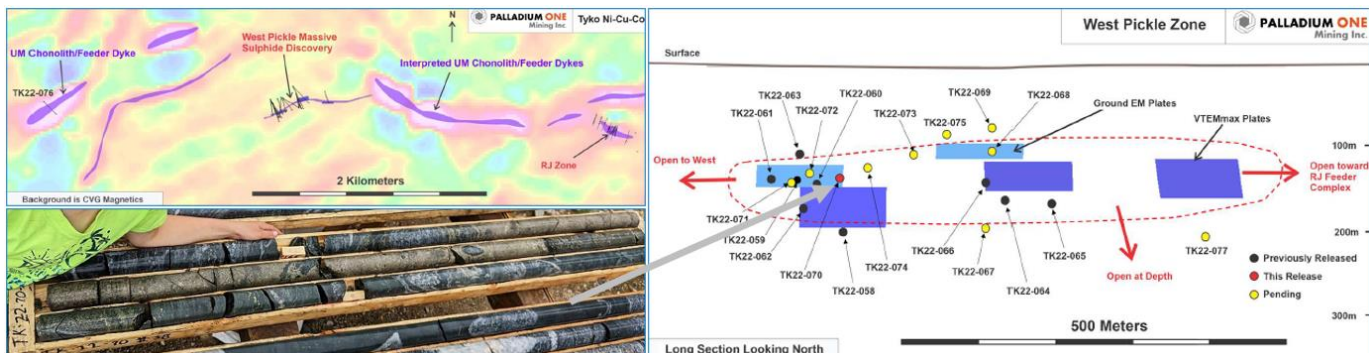 PALLADIUM ONE
Mining Inc.
Tyko Ni-Cu-Co
N
UM Chonolith/Feeder Dyke
TK22-076
West Pickle Massive
Sulphide Discovery
Interpreted UM Chonolith/Feeder Dykes
RJ Zone
2 Kilometers
Background is CVG Magnetics
West Pickle Zone
PALLADIUM ONE
Mining Inc.
Surface
TK22-063
TK22-060
TK22-072
TK22-061
TK22-073
TK22-069
TK22-068
TK22-075
Ground EM Plates
VTEMmax Plates
100m
Open to West
Open toward
RJ Feeder
Complex
TK22-071
TK22-059
TK22-062
TK22-070
TK22-058
TK22-074
TK22-066
TK22-067
TK22-064
TK22-065
Open at Depth
TK22-077
200m
Previously Released
This Release
Pending
300m
500 Meters
Long Section Looking North
TK-22-70